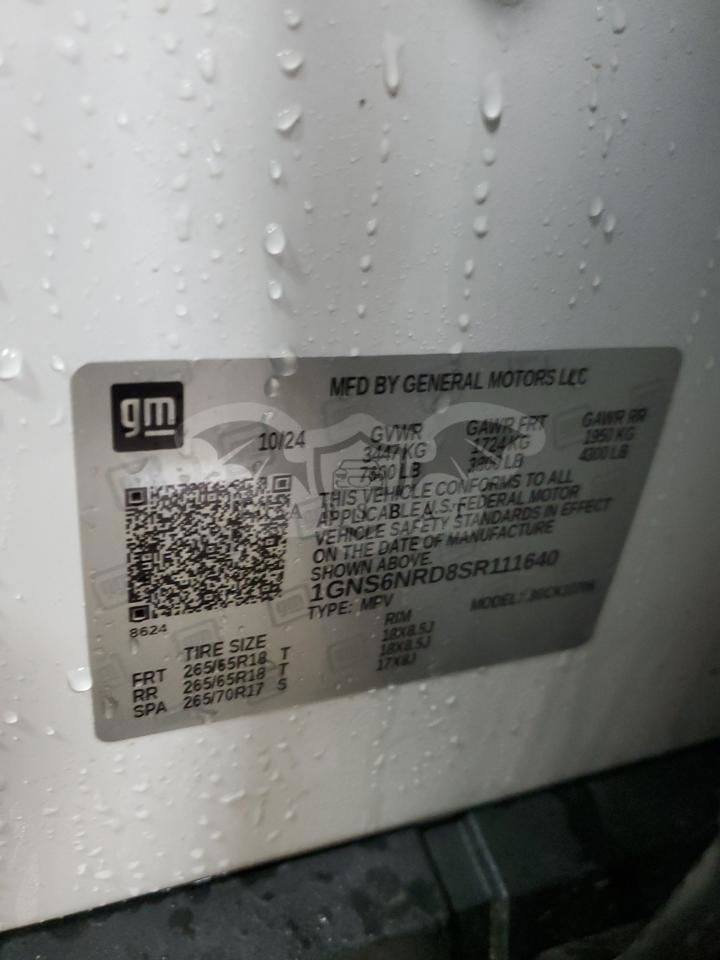 gm
MFD BY GENERAL MOTORS LLC
10/24 GVWR GAWR FRT GAWR RR
3447 KG 1724 KG 1950 KG
7600 LB 3800 LB 4300 LB
THIS VEHICLE CONFORMS TO ALL
APPLICABLE U.S. FEDERAL MOTOR
VEHICLE SAFETY STANDARDS IN EFFECT
ON THE DATE OF MANUFACTURE
SHOWN ABOVE.
1GNS6NRD8SR111640
TYPE: MPV MODEL:
8624
TIRE SIZE RIM
FRT 265/65R18 T 18X8.5J
RR 265/65R18 T 18X8.5J
SPA 265/70R17 S 17X8J